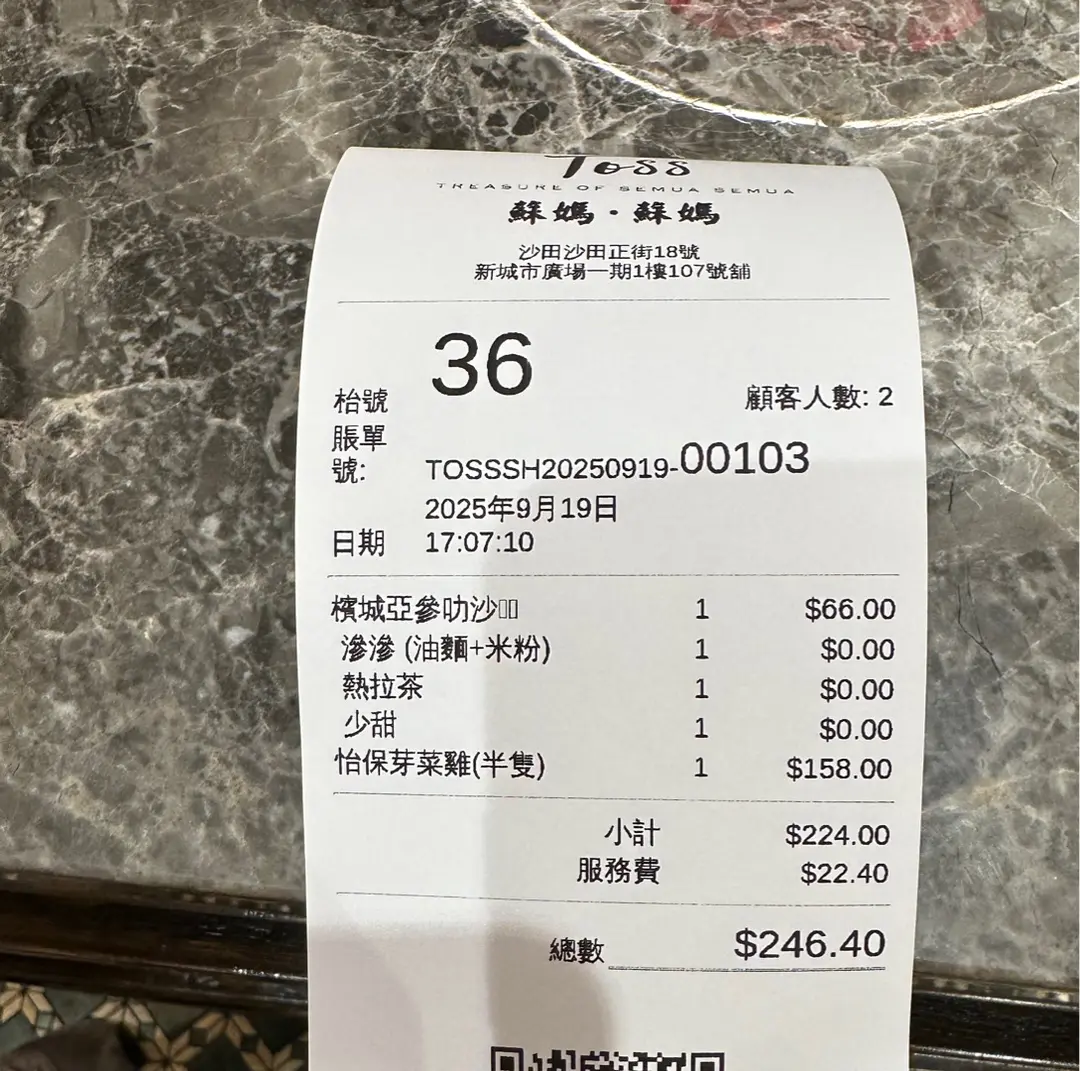 Toss
TREASURE OF SEMUA SEMUA
蘇媽·蘇媽
沙田沙田正街18號
新城市廣場一期1樓107號舖
枱號 36 顧客人數: 2
賬單
號: TOSSSH20250919-00103
2025年9月19日
日期 17:07:10
檳城亞參叻沙 1 $66.00
滲滲 (油麵+米粉) 1 $0.00
熱拉茶 1 $0.00
少甜 1 $0.00
怡保芽菜雞(半隻) 1 $158.00
小計 $224.00
服務費 $22.40
總數 $246.40